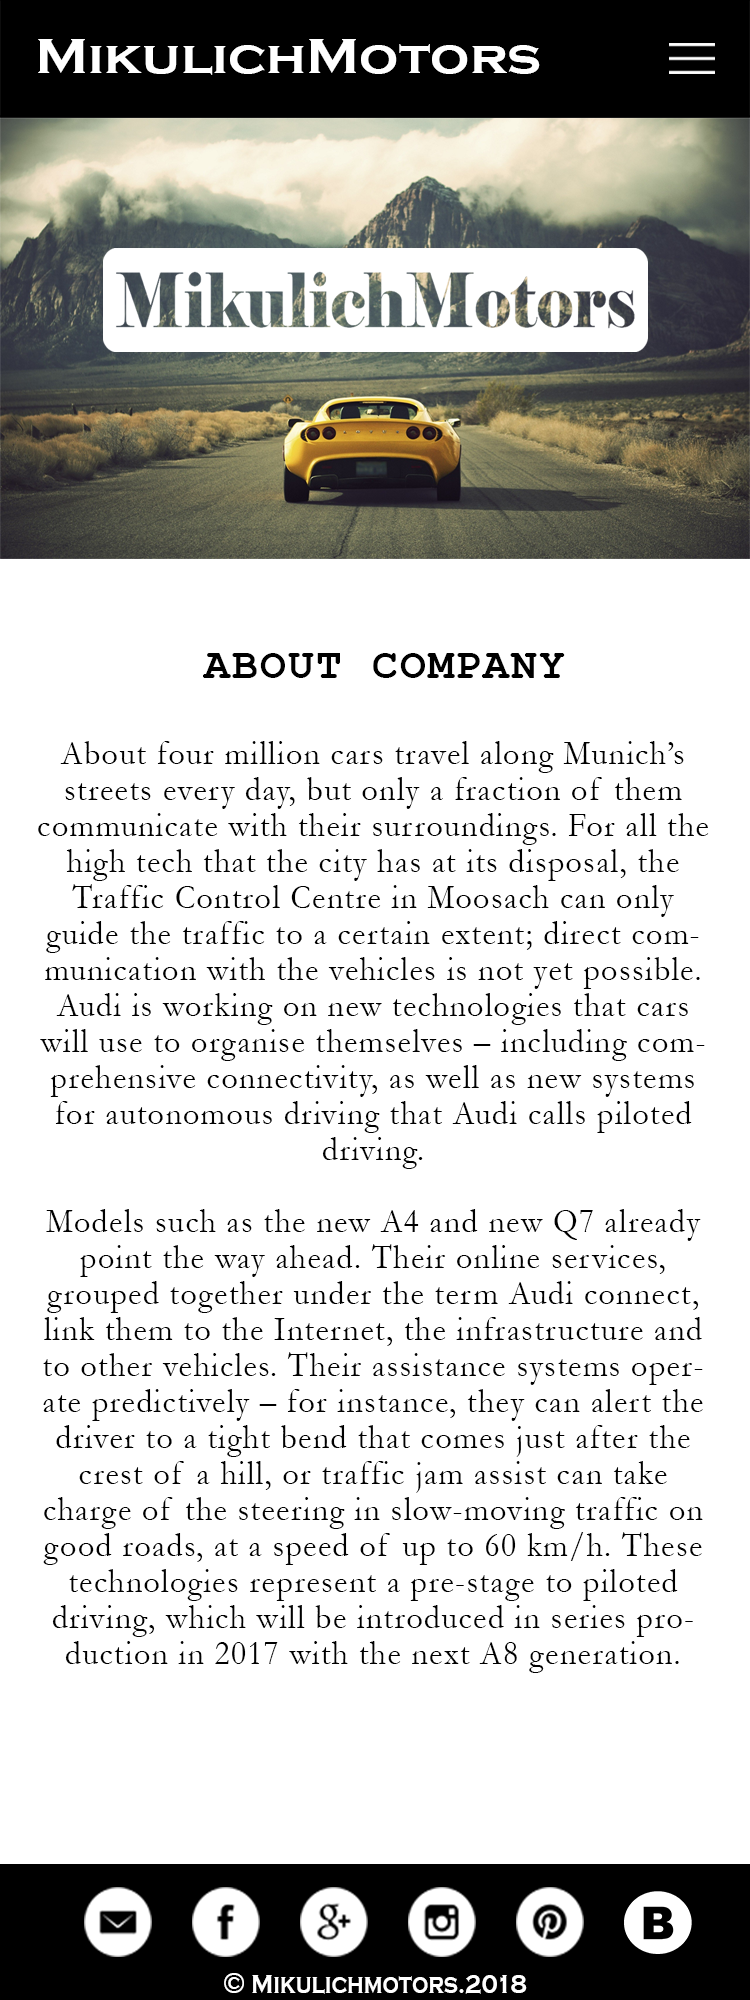 MikulichMotors
MikulichMotors
ABOUT COMPANY
About four million cars travel along Munich’s
streets every day, but only a fraction of them
communicate with their surroundings. For all the
high tech that the city has at its disposal, the
Traffic Control Centre in Moosach can only
guide the traffic to a certain extent; direct com-
munication with the vehicles is not yet possible.
Audi is working on new technologies that cars
will use to organise themselves – including com-
prehensive connectivity, as well as new systems
for autonomous driving that Audi calls piloted
driving.
Models such as the new A4 and new Q7 already
point the way ahead. Their online services,
grouped together under the term Audi connect,
link them to the Internet, the infrastructure and
to other vehicles. Their assistance systems oper-
ate predictively – for instance, they can alert the
driver to a tight bend that comes just after the
crest of a hill, or traffic jam assist can take
charge of the steering in slow-moving traffic on
good roads, at a speed of up to 60 km/h. These
technologies represent a pre-stage to piloted
driving, which will be introduced in series pro-
duction in 2017 with the next A8 generation.
f g+ B
© Mikulichmotors.2018